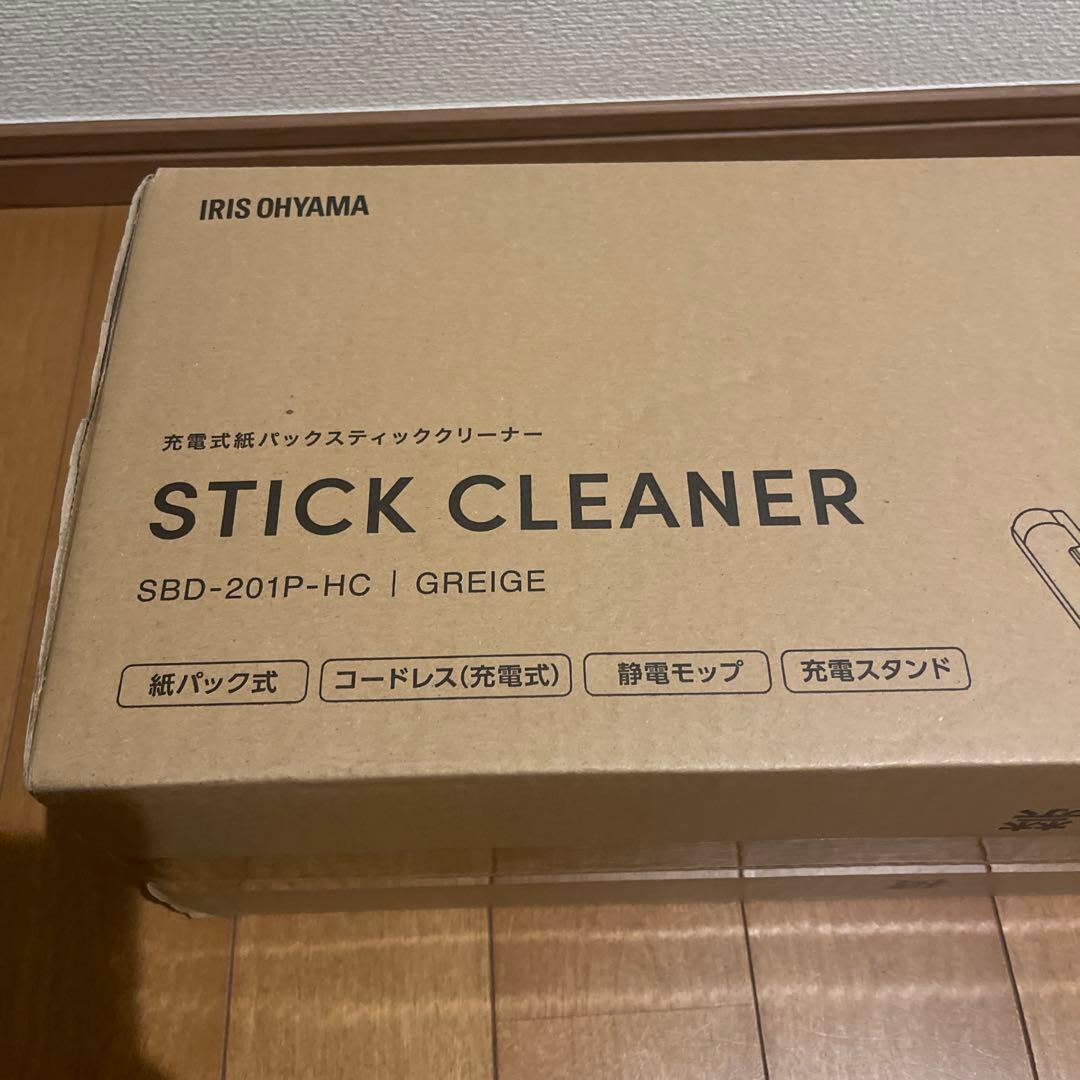 IRIS OHYAMA
充電式紙パックスティッククリーナー
STICK CLEANER
SBD-201P-HC | GREIGE
紙パック式 コードレス(充電式) 静電モップ 充電スタンド